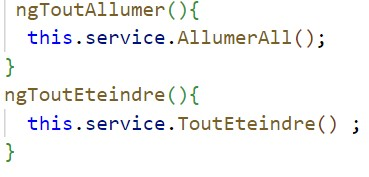 ngToutAllumer(){
this.service.AllumerAll();
}
ngToutEteindre(){
this.service.ToutEteindre() ;
}